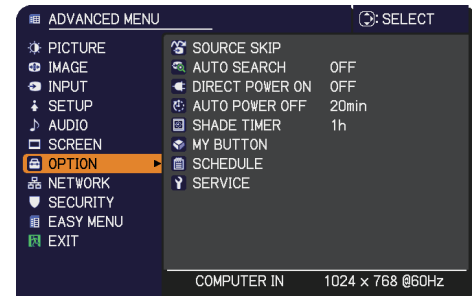 ADVANCED MENU : SELECT
PICTURE SOURCE SKIP
IMAGE AUTO SEARCH OFF
INPUT DIRECT POWER ON OFF
SETUP AUTO POWER OFF 20min
AUDIO SHADE TIMER 1h
SCREEN MY BUTTON
OPTION SCHEDULE
NETWORK SERVICE
SECURITY
EASY MENU
EXIT
COMPUTER IN 1024 x 768 @60Hz